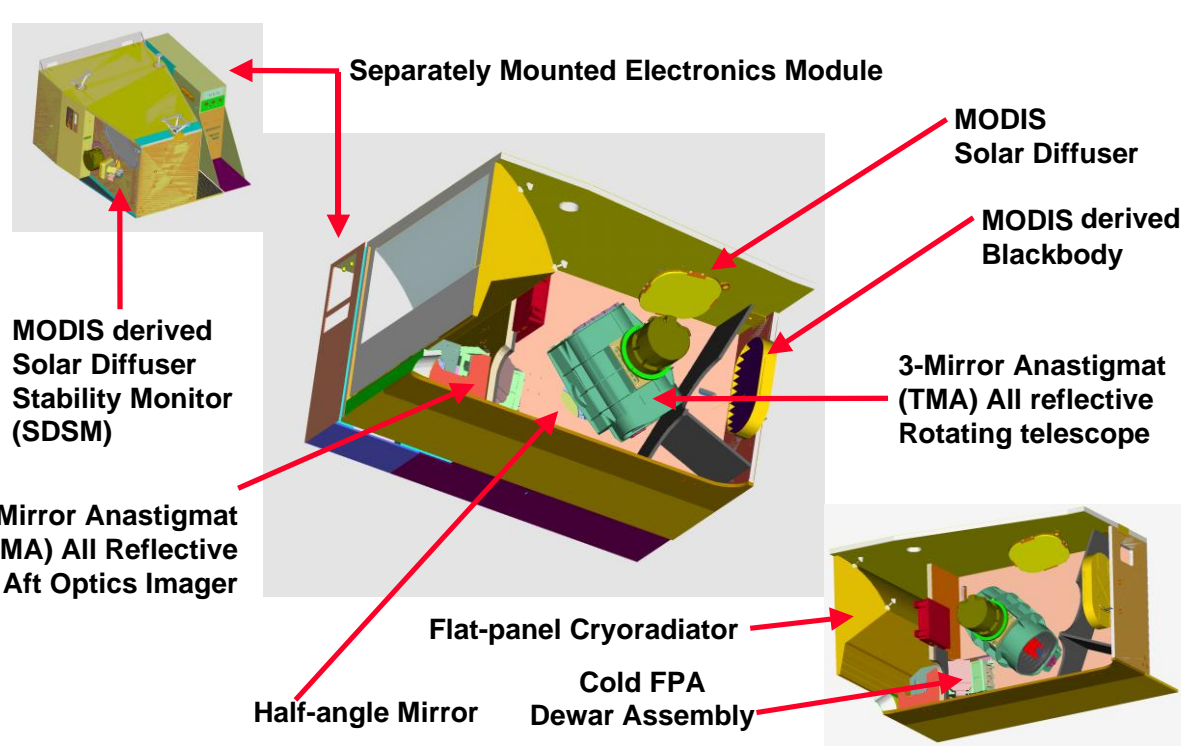 Separately Mounted Electronics Module
MODIS
Solar Diffuser
MODIS derived
Blackbody
MODIS derived
Solar Diffuser
Stability Monitor
(SDSM)
3-Mirror Anastigmat
(TMA) All reflective
Rotating telescope
Mirror Anastigmat
MA) All Reflective
Aft Optics Imager
Flat-panel Cryoradiator
Cold FPA
Dewar Assembly
Half-angle Mirror